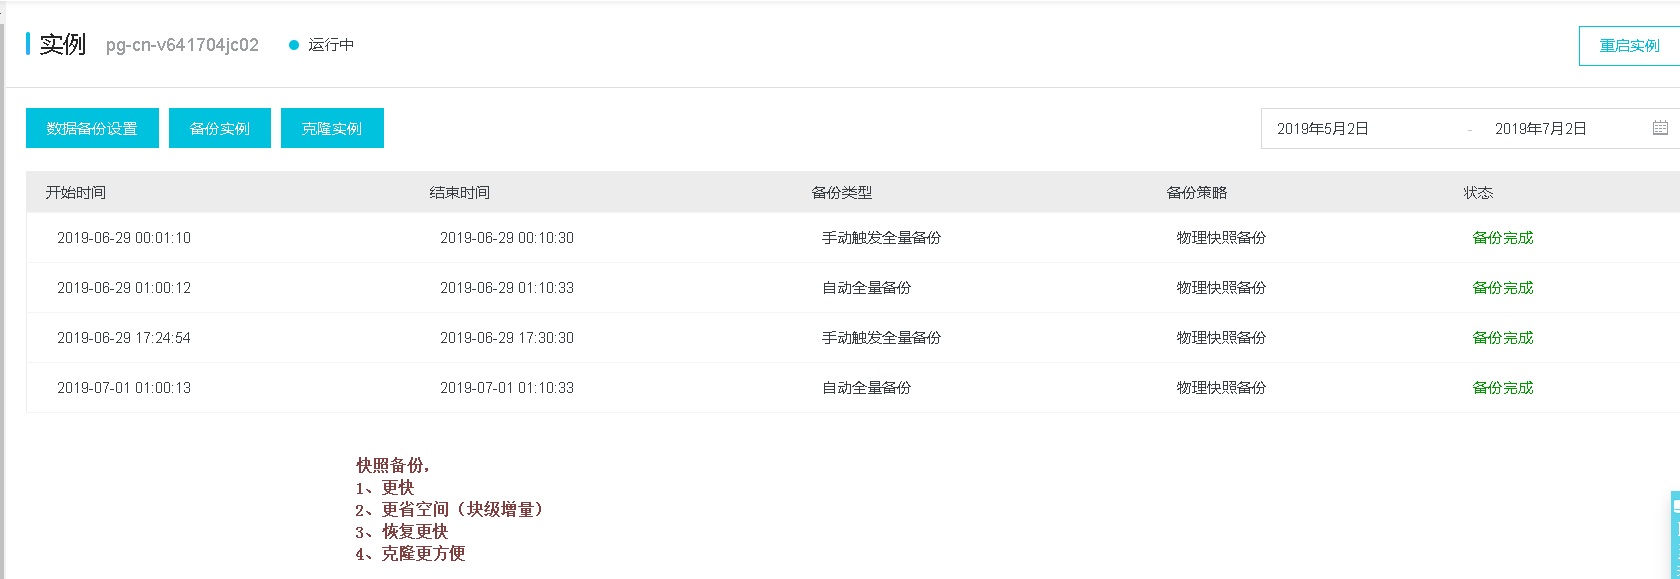 实例 pg-cn-v641704jc02 运行中 重启实例
数据备份设置 备份实例 克隆实例 2019年5月2日 - 2019年7月2日
开始时间 结束时间 备份类型 备份策略 状态
2019-06-29 00:01:10 2019-06-29 00:10:30 手动触发全量备份 物理快照备份 备份完成
2019-06-29 01:00:12 2019-06-29 01:10:33 自动全量备份 物理快照备份 备份完成
2019-06-29 17:24:54 2019-06-29 17:30:30 手动触发全量备份 物理快照备份 备份完成
2019-07-01 01:00:13 2019-07-01 01:10:33 自动全量备份 物理快照备份 备份完成
快照备份，
1、更快
2、更省空间（块级增量）
3、恢复更快
4、克隆更方便